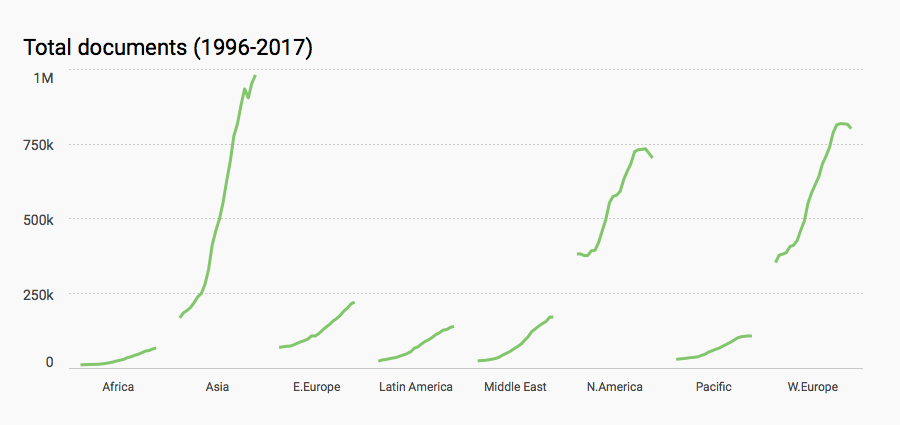 Total documents (1996-2017)
1M
750k
500k
250k
0
Africa Asia E.Europe Latin America Middle East N.America Pacific W.Europe